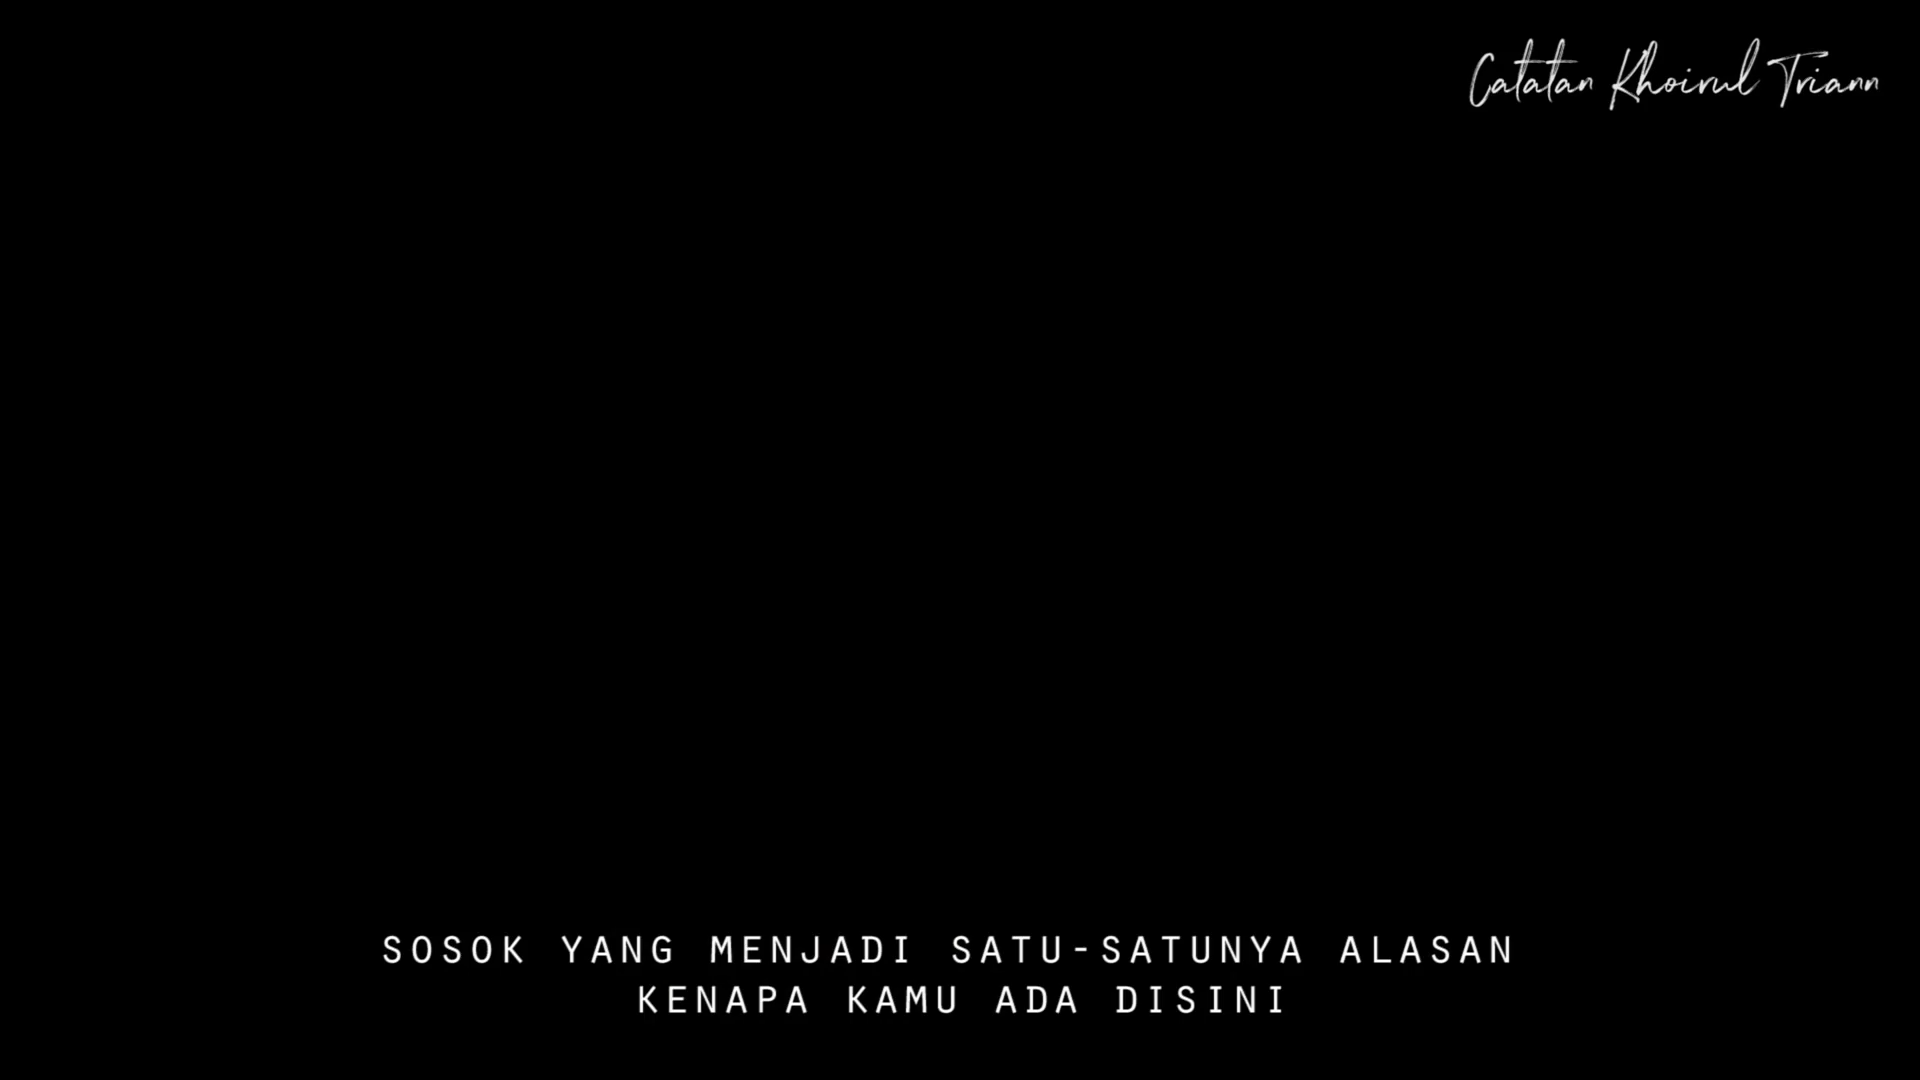 Catatan Khoirul Triann
SOSOK YANG MENJADI SATU-SATUNYA ALASAN
KENAPA KAMU ADA DISINI